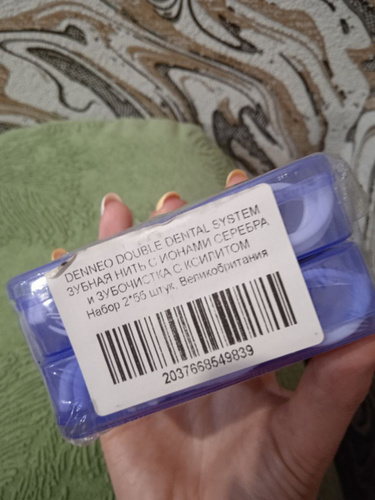 DENNEO DOUBLE DENTAL SYSTEM
ЗУБНАЯ НИТЬ С ИОНАМИ СЕРЕБРА
и ЗУБОЧИСТКА С КСИЛИТОМ
Набор 2*55 штук. Великобритания
2037668549839